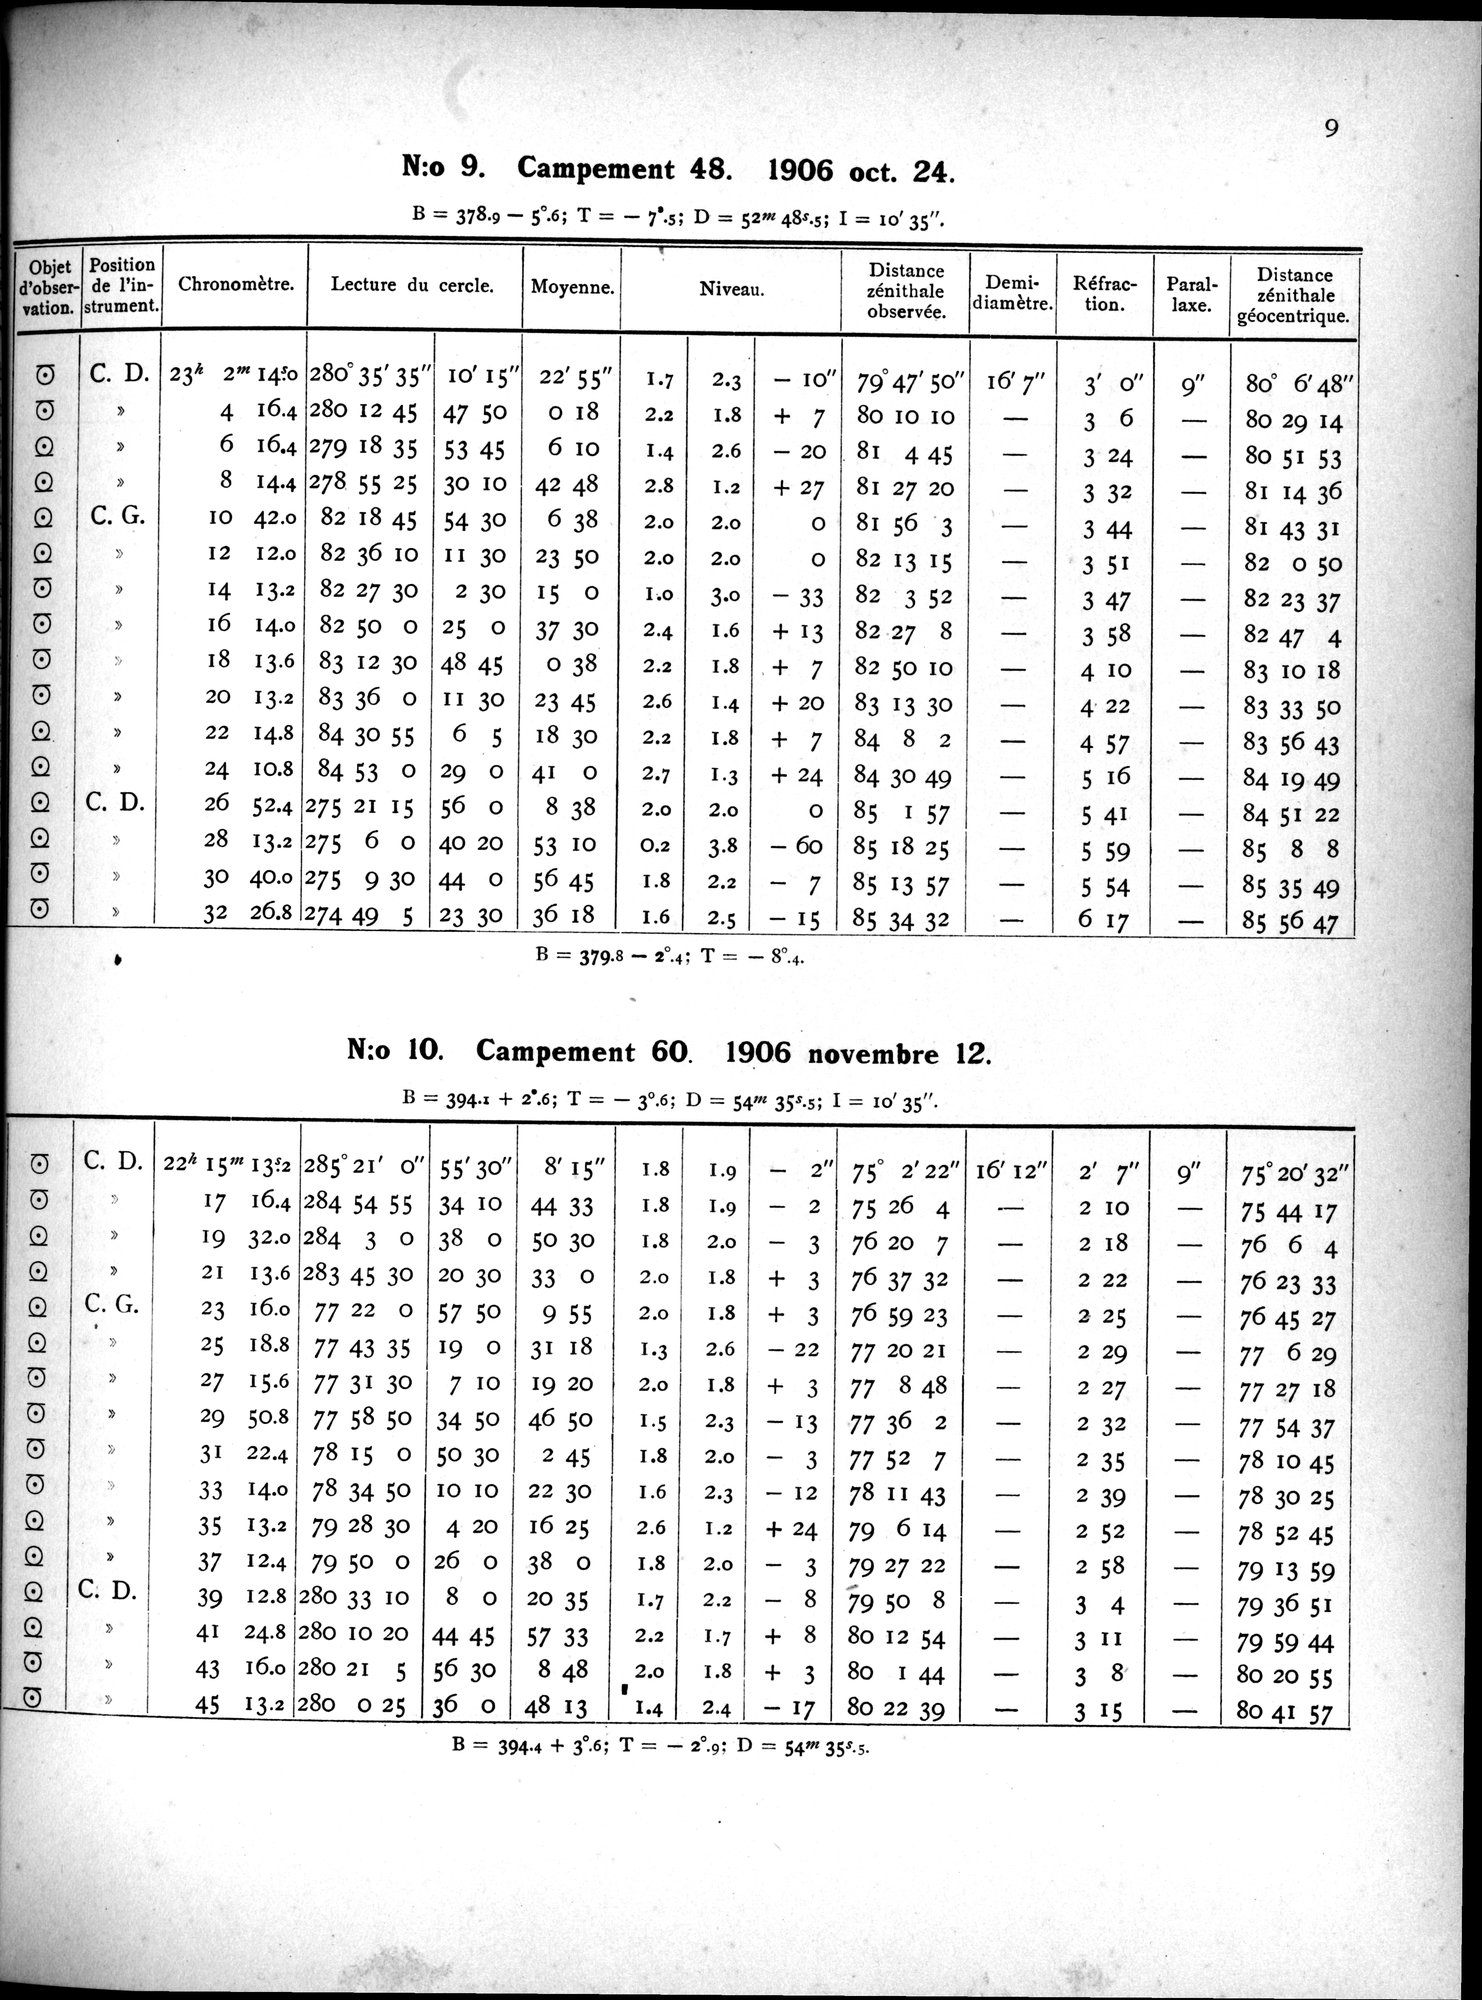 9
N:o 9. Campement 48. 1906 oct. 24.
B = 378.9 — 5°.6; T = — 7°.5; D = 52m 48s.5; I = 10′ 35″.
Objet d'obser-vation. Position de l'in-strument. Chronomètre. Lecture du cercle. Moyenne. Niveau. Distance zénithale observée. Demi-diamètre. Réfrac-tion. Paral-laxe. Distance zénithale géocentrique.
C. D. 23h 2m 14s.0 280° 35′ 35″ 10′ 15″ 22′ 55″ 1.7 2.3 — 10″ 79° 47′ 50″ 16′ 7″ 3′ 0″ 9″ 80° 6′ 48″
» 4 16.4 280 12 45 47 50 0 18 2.2 1.8 + 7 80 10 10 — 3 6 — 80 29 14
» 6 16.4 279 18 35 53 45 6 10 1.4 2.6 — 20 81 4 45 — 3 24 — 80 51 53
» 8 14.4 278 55 25 30 10 42 48 2.8 1.2 + 27 81 27 20 — 3 32 — 81 14 36
C. G. 10 42.0 82 18 45 54 30 6 38 2.0 2.0 0 81 56 3 — 3 44 — 81 43 31
» 12 12.0 82 36 10 11 30 23 50 2.0 2.0 0 82 13 15 — 3 51 — 82 0 50
» 14 13.2 82 27 30 2 30 15 0 1.0 3.0 — 33 82 3 52 — 3 47 — 82 23 37
» 16 14.0 82 50 0 25 0 37 30 2.4 1.6 + 13 82 27 8 — 3 58 — 82 47 4
» 18 13.6 83 12 30 48 45 0 38 2.2 1.8 + 7 82 50 10 — 4 10 — 83 10 18
» 20 13.2 83 36 0 11 30 23 45 2.6 1.4 + 20 83 13 30 — 4 22 — 83 33 50
» 22 14.8 84 30 55 6 5 18 30 2.2 1.8 + 7 84 8 2 — 4 57 — 83 56 43
» 24 10.8 84 53 0 29 0 41 0 2.7 1.3 + 24 84 30 49 — 5 16 — 84 19 49
C. D. 26 52.4 275 21 15 56 0 8 38 2.0 2.0 0 85 1 57 — 5 41 — 84 51 22
» 28 13.2 275 6 0 40 20 53 10 0.2 3.8 — 60 85 18 25 — 5 59 — 85 8 8
» 30 40.0 275 9 30 44 0 56 45 1.8 2.2 — 7 85 13 57 — 5 54 — 85 35 49
» 32 26.8 274 49 5 23 30 36 18 1.6 2.5 — 15 85 34 32 — 6 17 — 85 56 47
B = 379.8 — 2°.4; T = — 8°.4.
N:o 10. Campement 60. 1906 novembre 12.
B = 394.1 + 2°.6; T = — 3°.6; D = 54m 35s.5; I = 10′ 35″.
C. D. 22h 15m 13s.2 285° 21′ 0″ 55′ 30″ 8′ 15″ 1.8 1.9 — 2″ 75° 2′ 22″ 16′ 12″ 2′ 7″ 9″ 75° 20′ 32″
» 17 16.4 284 54 55 34 10 44 33 1.8 1.9 — 2 75 26 4 — 2 10 — 75 44 17
» 19 32.0 284 3 0 38 0 50 30 1.8 2.0 — 3 76 20 7 — 2 18 — 76 6 4
» 21 13.6 283 45 30 20 30 33 0 2.0 1.8 + 3 76 37 32 — 2 22 — 76 23 33
C. G. 23 16.0 77 22 0 57 50 9 55 2.0 1.8 + 3 76 59 23 — 2 25 — 76 45 27
» 25 18.8 77 43 35 19 0 31 18 1.3 2.6 — 22 77 20 21 — 2 29 — 77 6 29
» 27 15.6 77 31 30 7 10 19 20 2.0 1.8 + 3 77 8 48 — 2 27 — 77 27 18
» 29 50.8 77 58 50 34 50 46 50 1.5 2.3 — 13 77 36 2 — 2 32 — 77 54 37
» 31 22.4 78 15 0 50 30 2 45 1.8 2.0 — 3 77 52 7 — 2 35 — 78 10 45
» 33 14.0 78 34 50 10 10 22 30 1.6 2.3 — 12 78 11 43 — 2 39 — 78 30 25
» 35 13.2 79 28 30 4 20 16 25 2.6 1.2 + 24 79 6 14 — 2 52 — 78 52 45
» 37 12.4 79 50 0 26 0 38 0 1.8 2.0 — 3 79 27 22 — 2 58 — 79 13 59
C. D. 39 12.8 280 33 10 8 0 20 35 1.7 2.2 — 8 79 50 8 — 3 4 — 79 36 51
» 41 24.8 280 10 20 44 45 57 33 2.2 1.7 + 8 80 12 54 — 3 11 — 79 59 44
» 43 16.0 280 21 5 56 30 8 48 2.0 1.8 + 3 80 1 44 — 3 8 — 80 20 55
» 45 13.2 280 0 25 36 0 48 13 1.4 2.4 — 17 80 22 39 — 3 15 — 80 41 57
B = 394.4 + 3°.6; T = — 2°.9; D = 54m 35s.5.